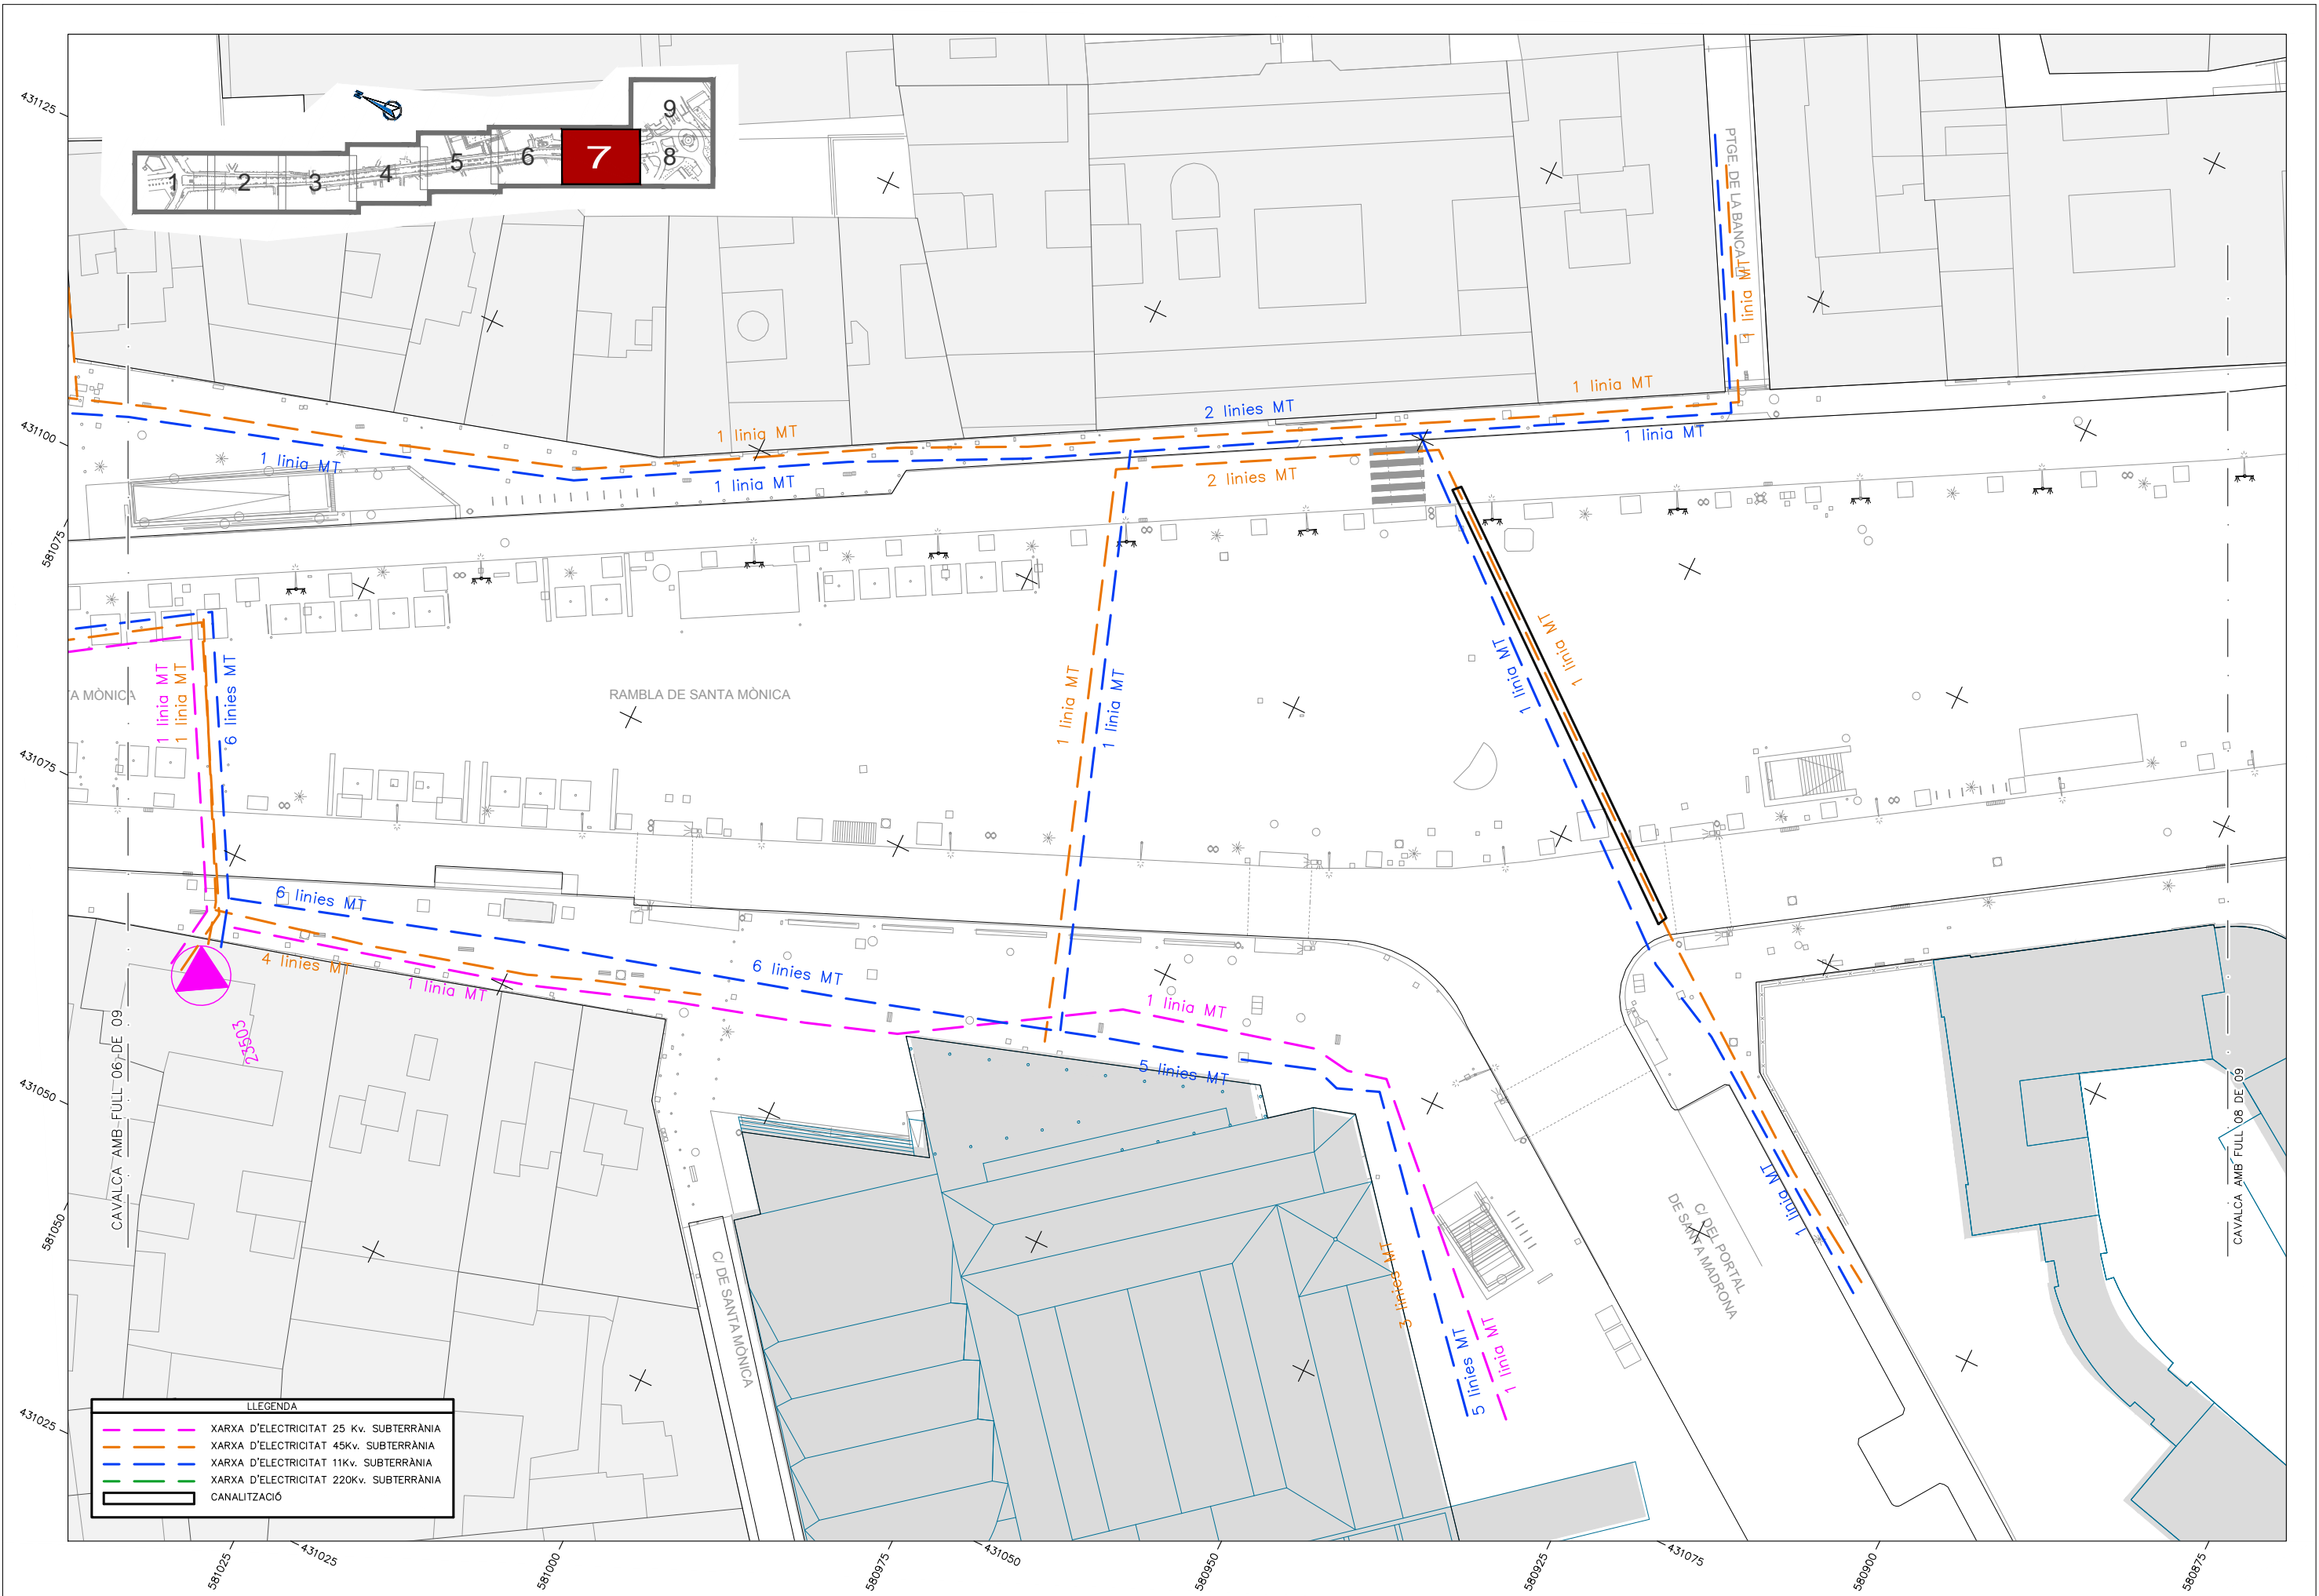 431125
431100
581075
431075
431050
581050
431025
1
2
3
4
5
6
7
8
9
PTGE DE LA BANCA
1 linia MT
1 linia MT
2 linies MT
1 linia MT
1 linia MT
1 linia MT
1 linia MT
2 linies MT
1 linia MT
1 linia MT
6 linies MT
TA MÒNICA
RAMBLA DE SANTA MÒNICA
1 linia MT
1 linia MT
1 linia MT
1 linia MT
6 linies MT
4 linies MT
1 linia MT
6 linies MT
1 linia MT
5 linies MT
23503
CAVALCA AMB FULL 06 DE 09
CAVALCA AMB FULL 08 DE 09
1 linia MT
C/ DEL PORTAL
DE SANTA MADRONA
C/ DE SANTA MÒNICA
3 linies MT
5 linies MT
1 linia MT
LLEGENDA
XARXA D'ELECTRICITAT 25 Kv. SUBTERRÀNIA
XARXA D'ELECTRICITAT 45Kv. SUBTERRÀNIA
XARXA D'ELECTRICITAT 11Kv. SUBTERRÀNIA
XARXA D'ELECTRICITAT 220Kv. SUBTERRÀNIA
CANALITZACIÓ
581025
431025
581000
580975
431050
580950
580925
431075
580900
580875